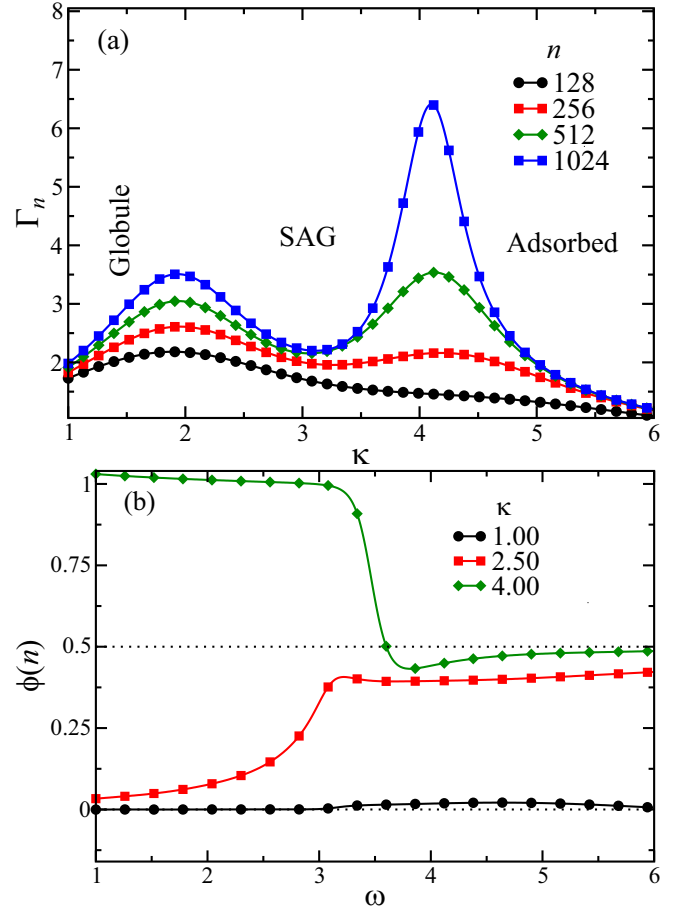 (a)
n
128
256
512
1024
8
7
6
5
4
3
2
Γn
Globule
SAG
Adsorbed
1 2 3 4 5 6
κ
(b)
κ
1.00
2.50
4.00
1
0.75
0.5
0.25
0
ϕ(n)
1 2 3 4 5 6
ω